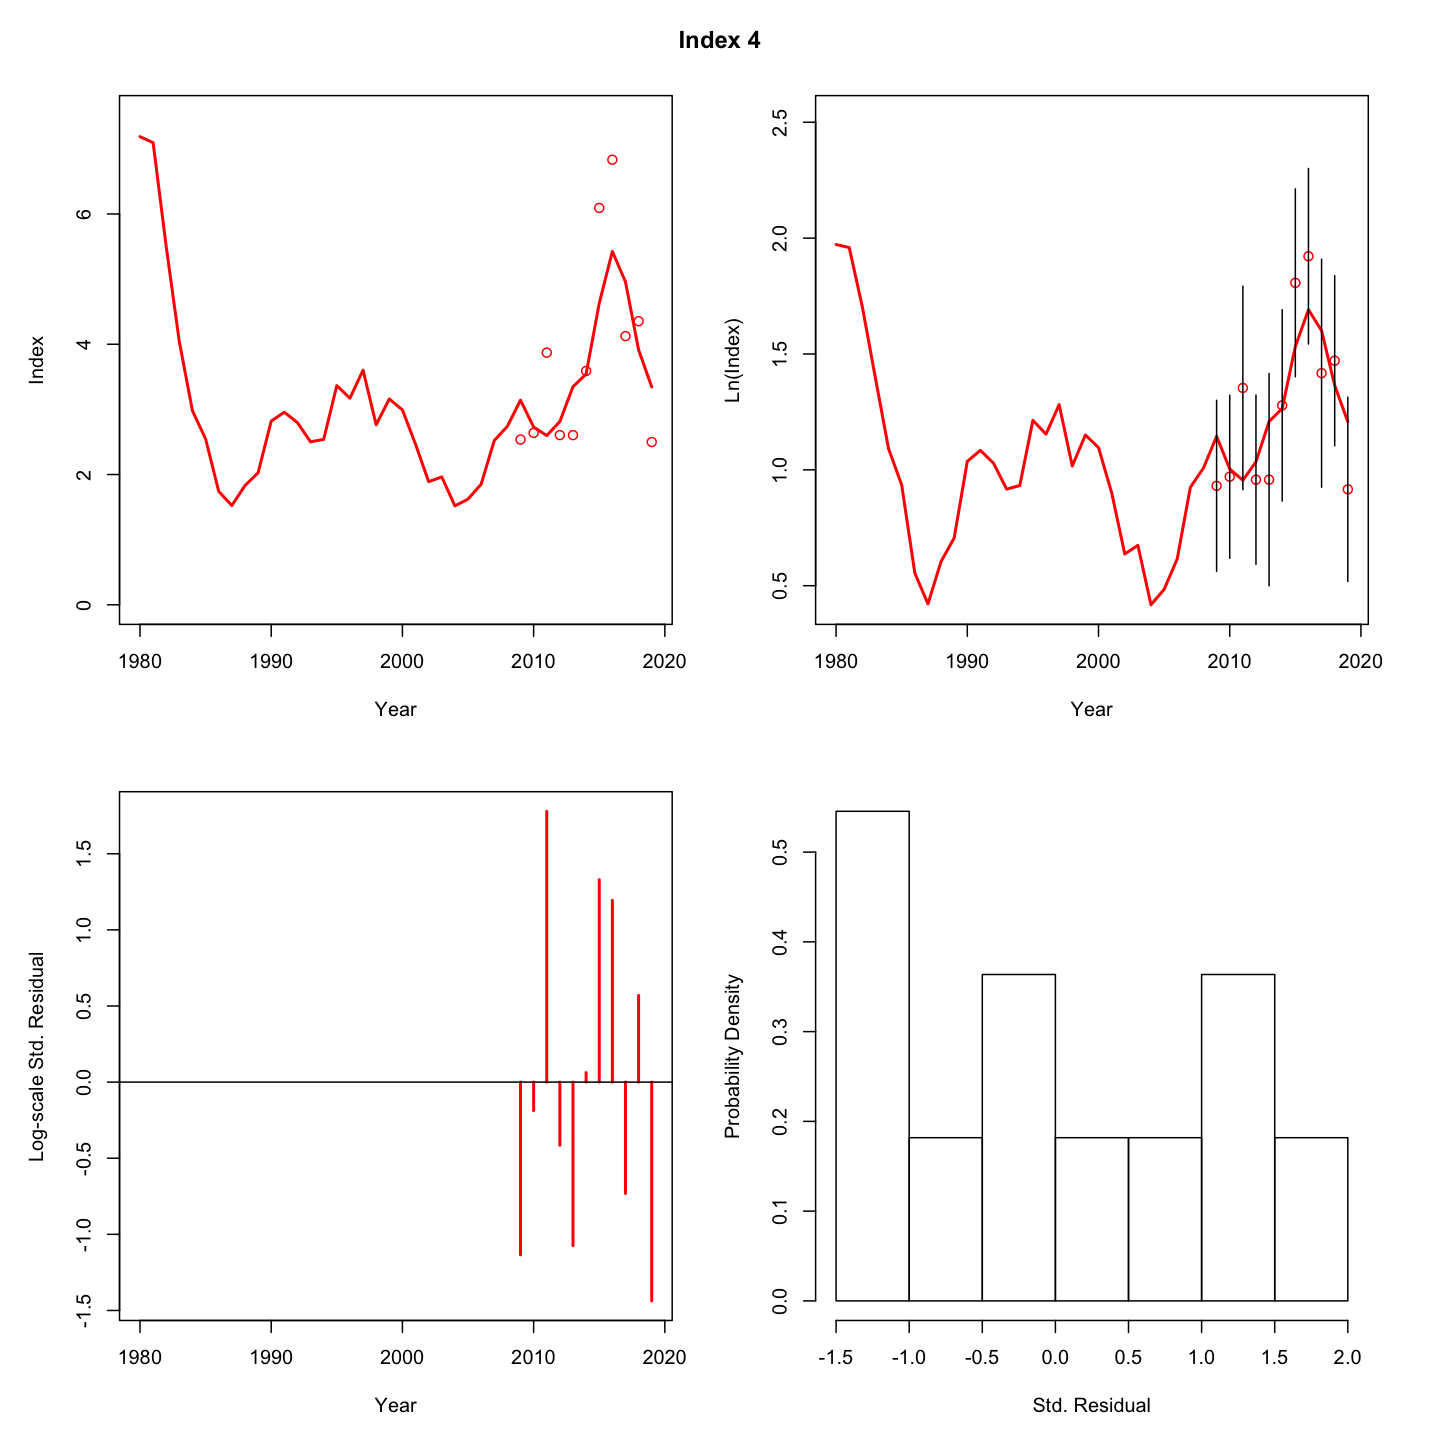 Index 4
Index
0 2 4 6
1980 1990 2000 2010 2020
Year
Ln(Index)
0.5 1.0 1.5 2.0 2.5
1980 1990 2000 2010 2020
Year
Log-scale Std. Residual
-1.5 -1.0 -0.5 0.0 0.5 1.0 1.5
1980 1990 2000 2010 2020
Year
Probability Density
0.0 0.1 0.2 0.3 0.4 0.5
-1.5 -1.0 -0.5 0.0 0.5 1.0 1.5 2.0
Std. Residual